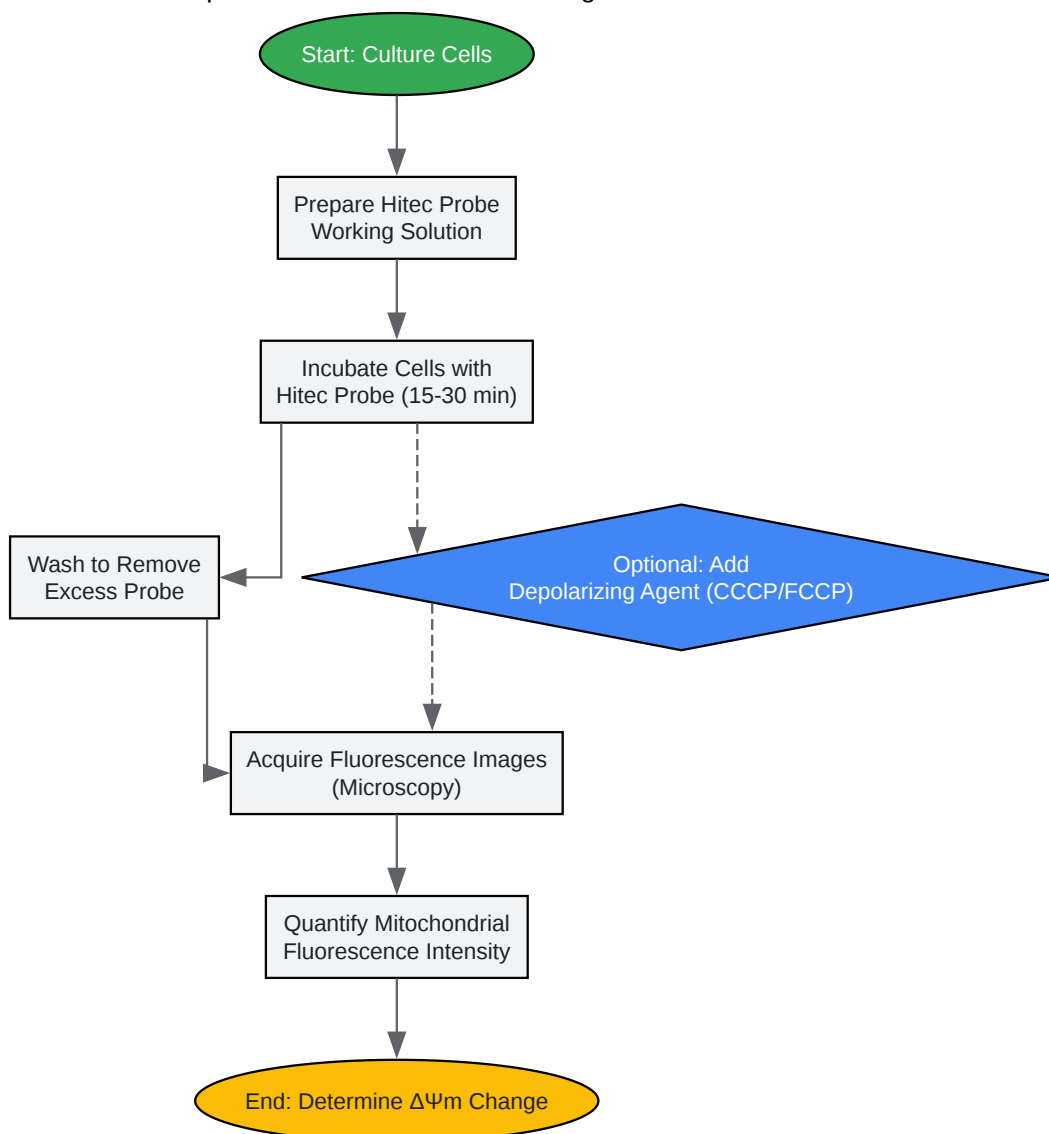 Start: Culture Cells
Prepare Hitec Probe
Working Solution
Incubate Cells with
Hitec Probe (15-30 min)
Wash to Remove
Excess Probe
Optional: Add
Depolarizing Agent (CCCP/FCCP)
Acquire Fluorescence Images
(Microscopy)
Quantify Mitochondrial
Fluorescence Intensity
End: Determine ΔΨm Change